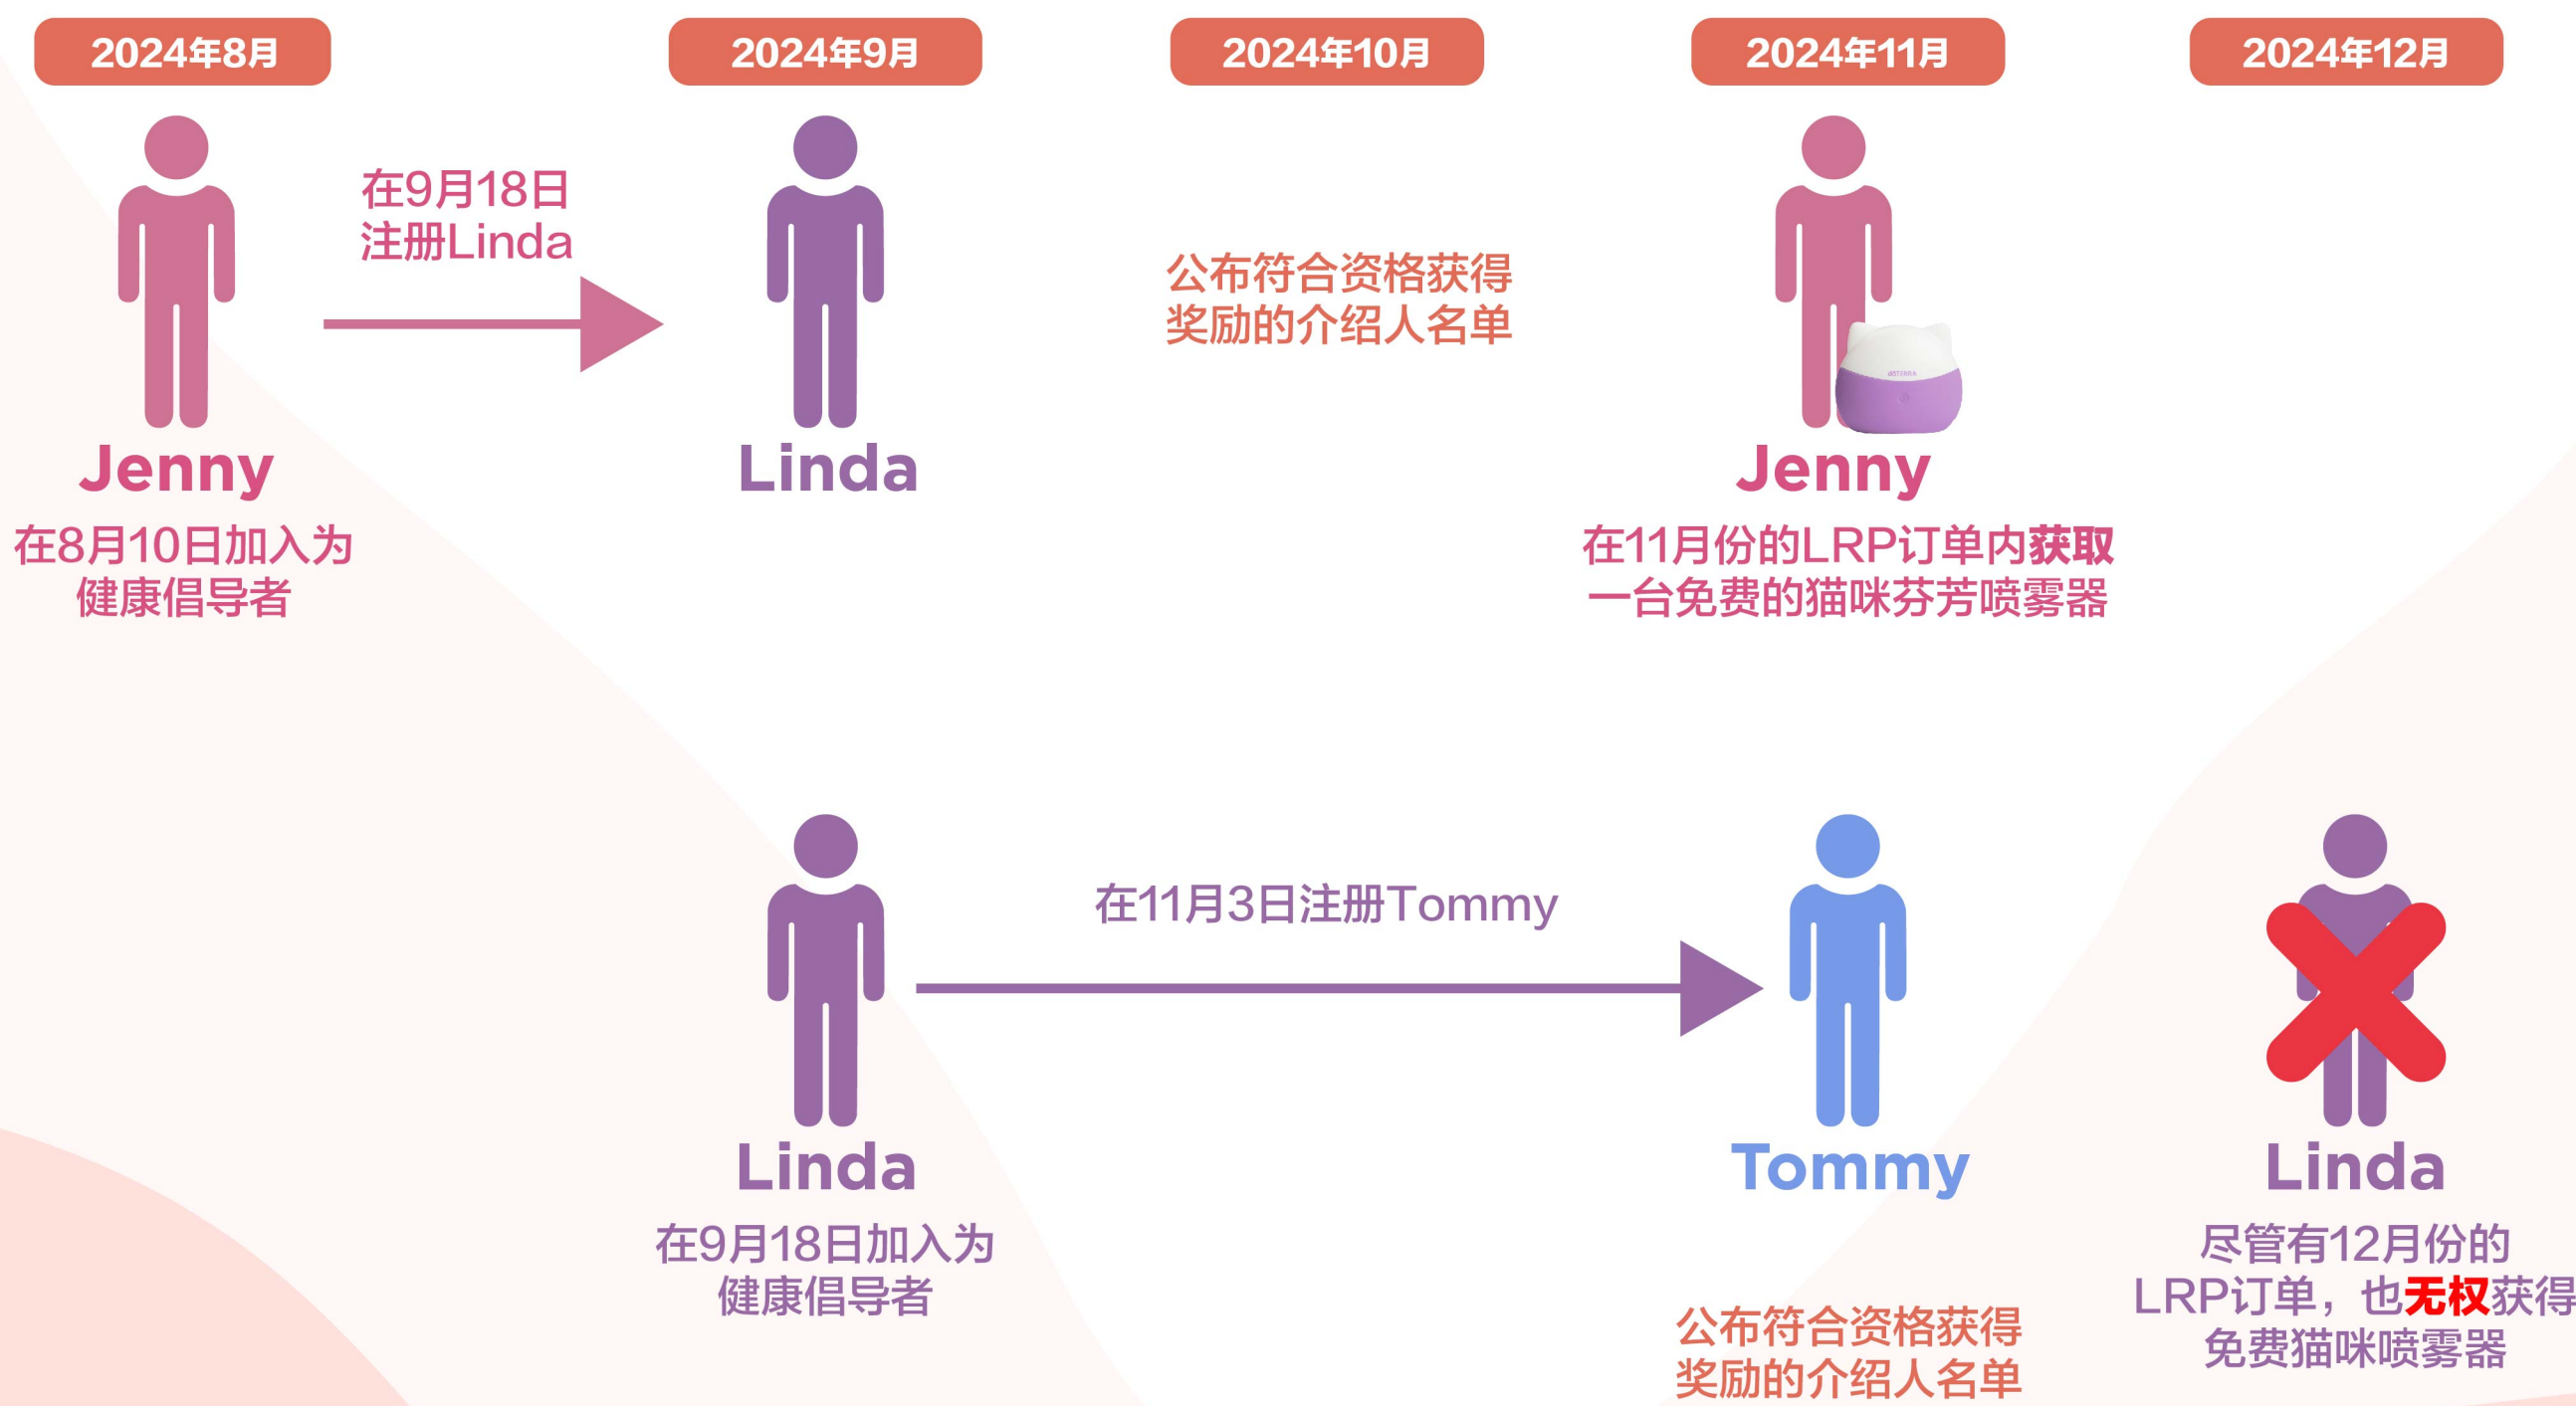 2024年8月
2024年9月
2024年10月
2024年11月
2024年12月
在9月18日
注册Linda
公布符合资格获得
奖励的介绍人名单
dōTERRA
Jenny
Linda
Jenny
在8月10日加入为
健康倡导者
在11月份的LRP订单内获取
一台免费的猫咪芬芳喷雾器
在11月3日注册Tommy
Linda
Tommy
Linda
在9月18日加入为
健康倡导者
公布符合资格获得
奖励的介绍人名单
尽管有12月份的
LRP订单，也无权获得
免费猫咪喷雾器